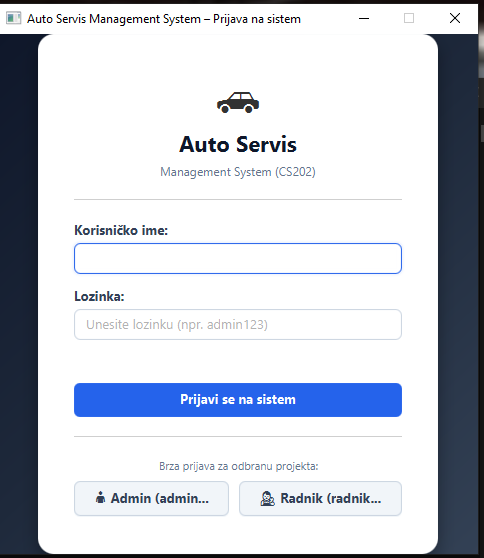 Auto Servis Management System – Prijava na sistem
Auto Servis
Management System (CS202)
Korisničko ime:
Lozinka:
Unesite lozinku (npr. admin123)
Prijavi se na sistem
Brza prijava za odbranu projekta:
Admin (admin...
Radnik (radnik...